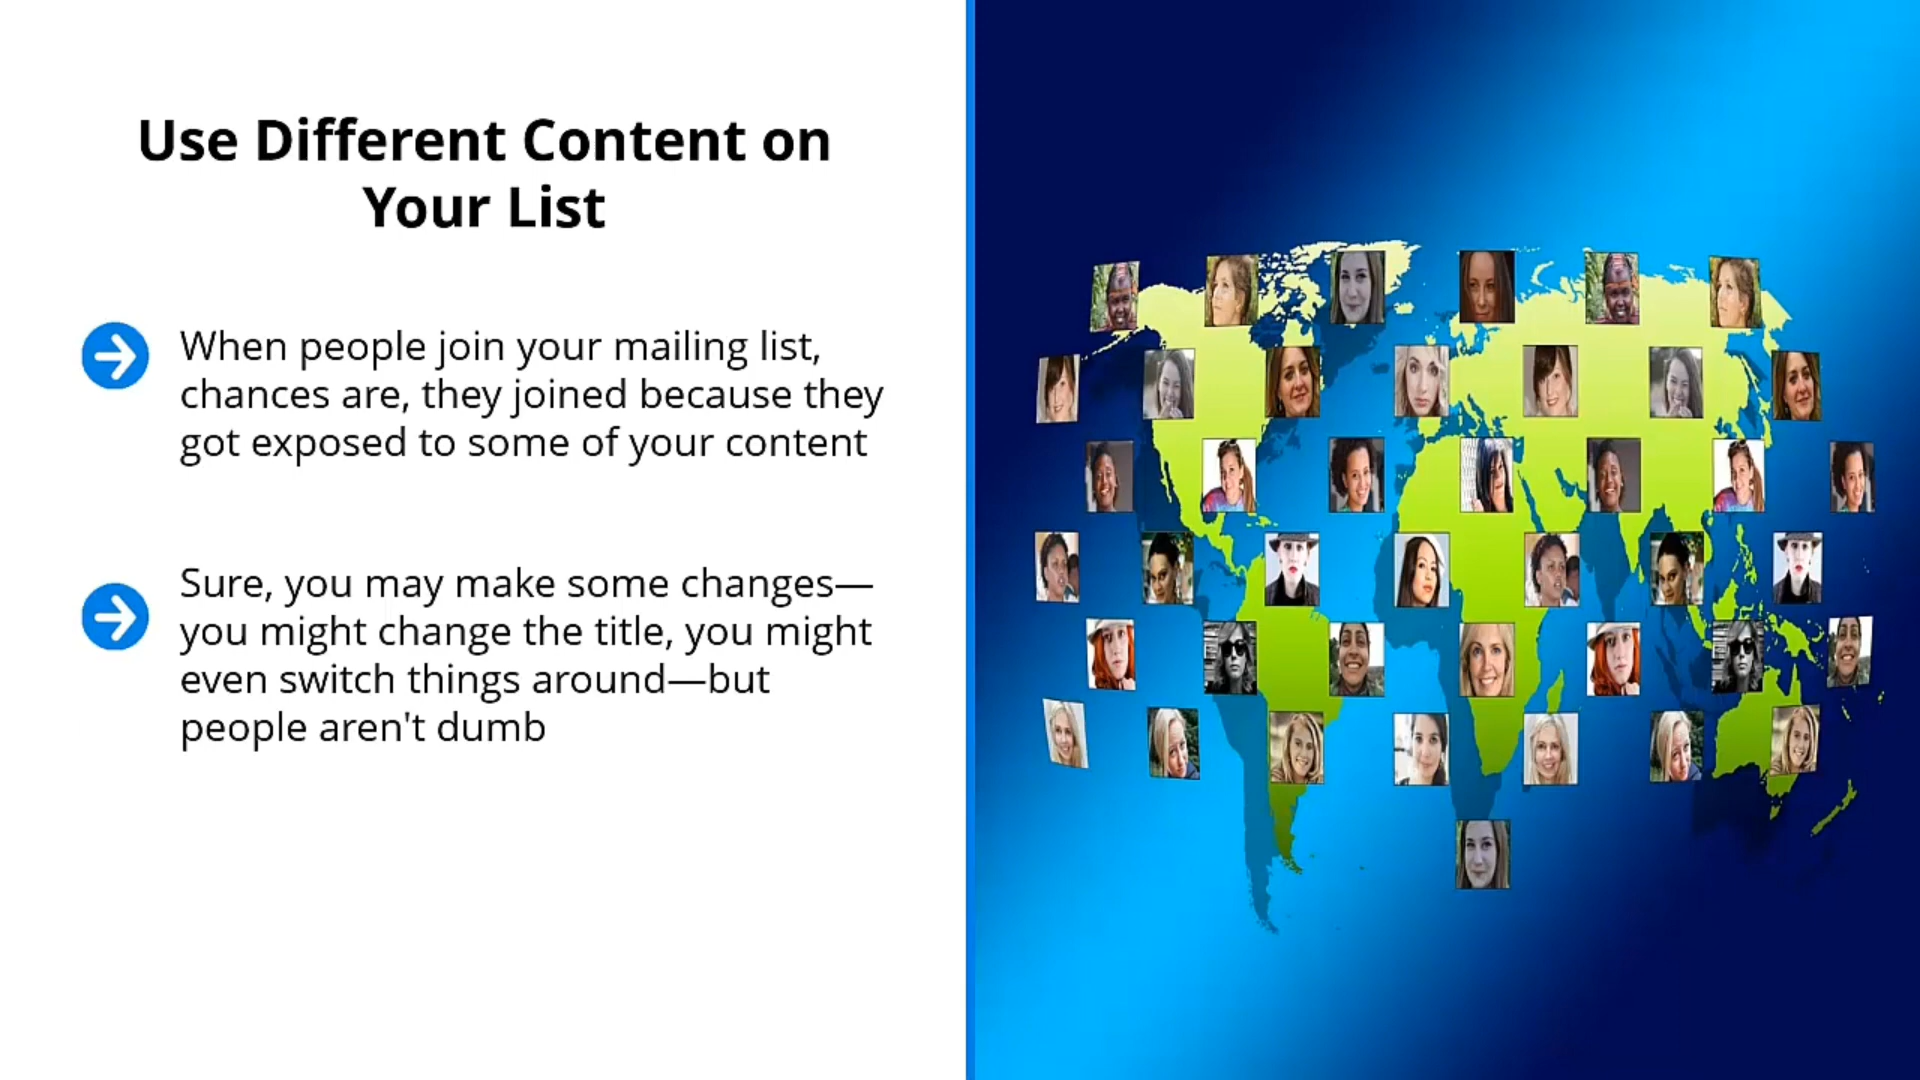 Use Different Content on
Your List
When people join your mailing list,
chances are, they joined because they
got exposed to some of your content
Sure, you may make some changes—
you might change the title, you might
even switch things around—but
people aren't dumb